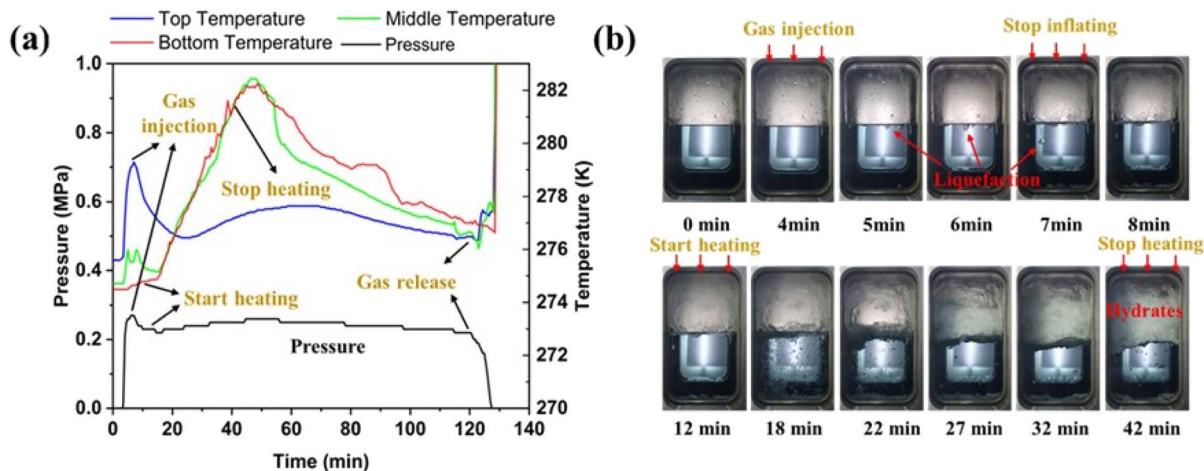 (a)
Top Temperature
Middle Temperature
Bottom Temperature
Pressure
Pressure (MPa)
1.0
0.8
0.6
0.4
0.2
0.0
Gas
injection
Stop heating
Start heating
Gas release
Pressure
Temperature (K)
282
280
278
276
274
272
270
0 20 40 60 80 100 120 140
Time (min)
(b)
Gas injection
Stop inflating
Liquefaction
0 min 4min 5min 6min 7min 8min
Start heating
Stop heating
Hydrates
12 min 18 min 22 min 27 min 32 min 42 min